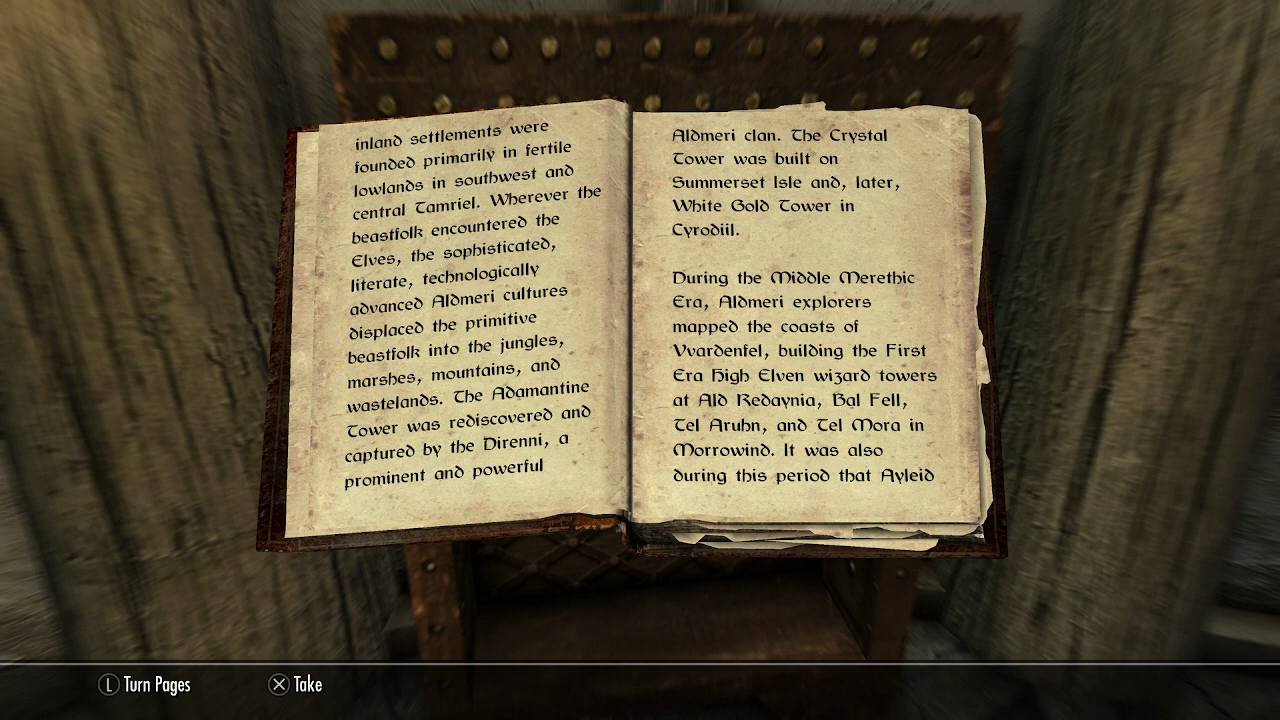 inland settlements were
founded primarily in fertile
lowlands in southwest and
central Tamriel. Wherever the
beastfolk encountered the
Elves, the sophisticated,
literate, technologically
advanced Aldmeri cultures
displaced the primitive
beastfolk into the jungles,
marshes, mountains, and
wastelands. The Adamantine
Tower was rediscovered and
captured by the Direnni, a
prominent and powerful
Aldmeri clan. The Crystal
Tower was built on
Summerset Isle and, later,
White Gold Tower in
Cyrodiil.
During the Middle Merethic
Era, Aldmeri explorers
mapped the coasts of
Vvardenfel, building the First
Era High Elven wizard towers
at Ald Redaynia, Bal Fell,
Tel Aruhn, and Tel Mora in
Morrowind. It was also
during this period that Ayleid
L Turn Pages
X Take